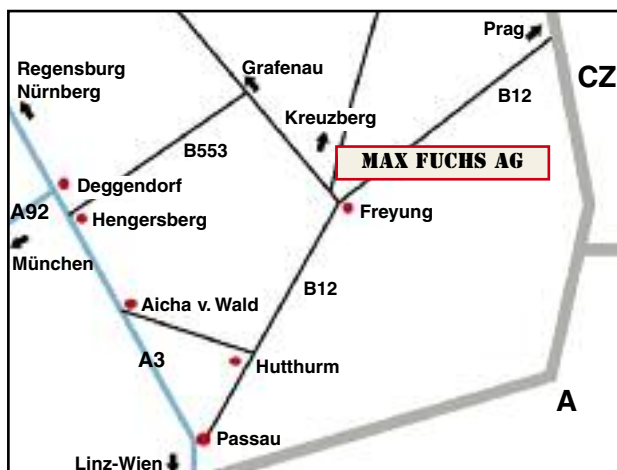 Prag
CZ
Regensburg
Nürnberg
Grafenau
Kreuzberg
B12
B553
MAX FUCHS AG
Deggendorf
A92
Hengersberg
Freyung
München
B12
Aicha v. Wald
A3
Hutthurm
A
Passau
Linz-Wien